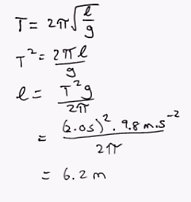 T = 2π√(ℓ/g)
T² = 2πℓ/g
ℓ = T²g/2π
= (2.0s)² · 9.8 m·s⁻²/2π
= 6.2 m